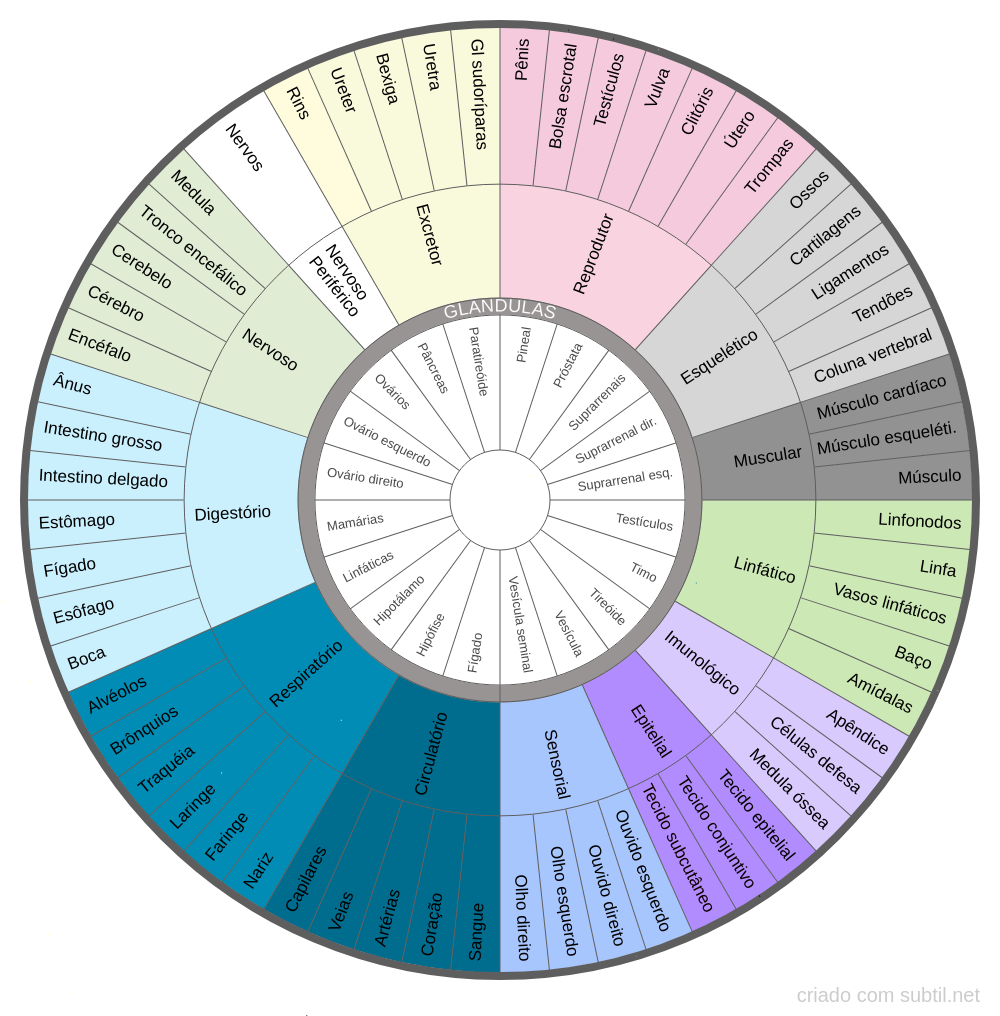 Pênis
Bolsa escrotal
Testículos
Vulva
Clitóris
Útero
Trompas
Reprodutor
Ossos
Cartilagens
Ligamentos
Tendões
Coluna vertebral
Esquelético
Músculo cardíaco
Músculo esqueléti.
Músculo
Muscular
Linfonodos
Linfa
Vasos linfáticos
Baço
Amídalas
Linfático
Apêndice
Células defesa
Medula óssea
Imunológico
Tecido epitelial
Tecido conjuntivo
Tecido subcutâneo
Epitelial
Ouvido esquerdo
Ouvido direito
Olho esquerdo
Olho direito
Sensorial
Sangue
Coração
Artérias
Veias
Capilares
Circulatório
Nariz
Faringe
Laringe
Traquéia
Brônquios
Alvéolos
Respiratório
Boca
Esôfago
Fígado
Estômago
Intestino delgado
Intestino grosso
Ânus
Digestório
Encéfalo
Cérebro
Cerebelo
Tronco encefálico
Medula
Nervoso
Nervos
Nervoso
Periférico
Rins
Ureter
Bexiga
Uretra
Gl sudoríparas
Excretor
GLANDULAS
Pineal
Próstata
Suprarrenais
Suprarrenal dir.
Suprarrenal esq.
Testículos
Timo
Tireóide
Vesícula
Vesícula seminal
Fígado
Hipófise
Hipotálamo
Linfáticas
Mamárias
Ovário direito
Ovário esquerdo
Ovários
Pâncreas
Paratireóide
criado com subtil.net